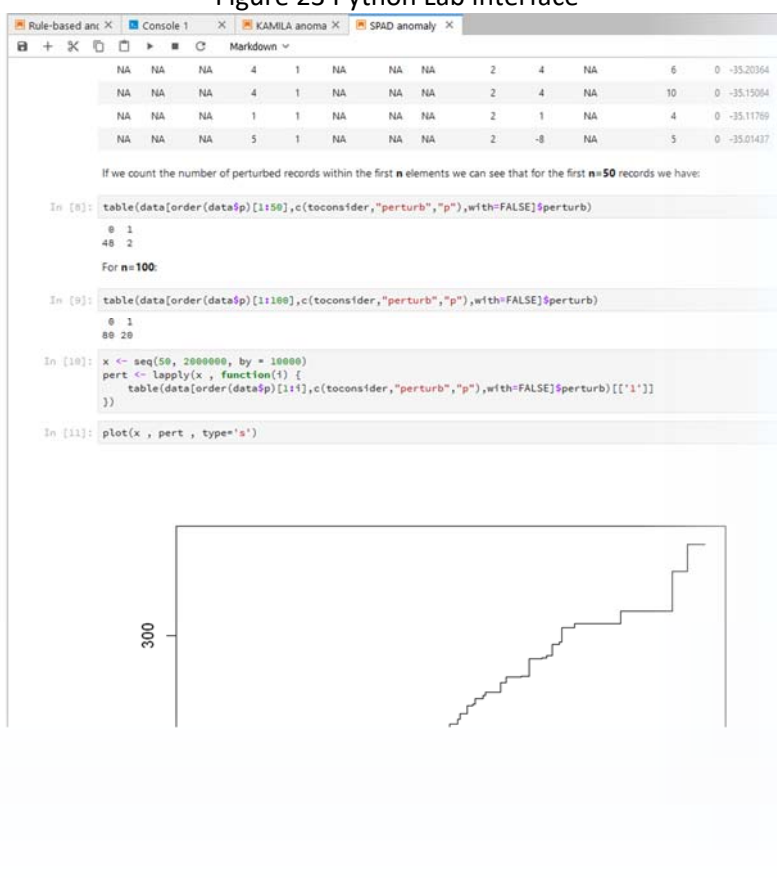 Figure 23 Python Lab interface
Rule-based anc × Console 1 × KAMILA anoma × SPAD anomaly ×
Markdown
NA NA NA 4 1 NA NA NA 2 4 NA 6 0 -35.20364
NA NA NA 4 1 NA NA NA 2 4 NA 10 0 -35.15084
NA NA NA 1 1 NA NA NA 2 1 NA 4 0 -35.11769
NA NA NA 5 1 NA NA NA 2 -8 NA 5 0 -35.01437
If we count the number of perturbed records within the first n elements we can see that for the first n=50 records we have:
In [8]: table(data[order(data$p)[1:50],c(toconsider,"perturb","p"),with=FALSE]$perturb)
0 1
48 2
For n=100:
In [9]: table(data[order(data$p)[1:100],c(toconsider,"perturb","p"),with=FALSE]$perturb)
0 1
80 20
In [10]: x <- seq(50, 2000000, by = 10000)
pert <- lapply(x , function(i) {
table(data[order(data$p)[1:i],c(toconsider,"perturb","p"),with=FALSE]$perturb)[['1']]
})
In [11]: plot(x , pert , type='s')
300